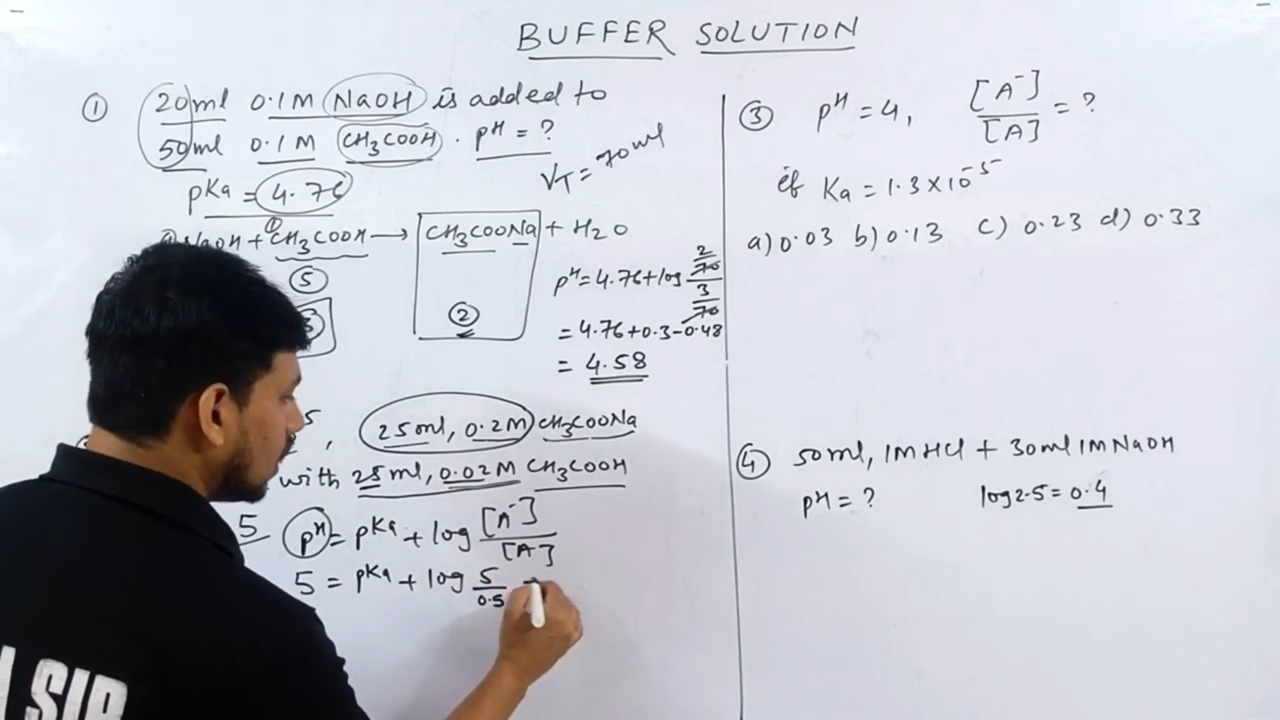 BUFFER SOLUTION
① 20ml 0.1M NaOH is added to
50ml 0.1M CH₃COOH . pH = ?
pKa = 4.76
V_T = 70ml
NaOH + CH₃COOH → CH₃COONa + H₂O
⑤
②
pH = 4.76 + log (2/70)/(3/70)
= 4.76 + 0.3 - 0.48
= 4.58
, 25ml, 0.2M CH₃COONa
with 25ml, 0.02M CH₃COOH
5 pH = pKa + log [A⁻]/[A]
5 = pKa + log 5/0.5
③ pH = 4, [A⁻]/[A] = ?
if Ka = 1.3×10⁻⁵
a) 0.03 b) 0.13 c) 0.23 d) 0.33
④ 50ml, 1M HCl + 30ml 1M NaOH
pH = ? log 2.5 = 0.4
SIR